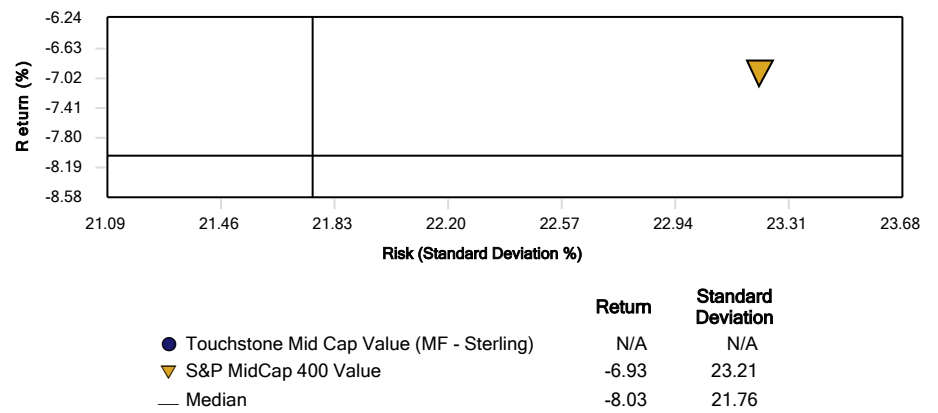 -6.24
-6.63
-7.02
-7.41
-7.80
-8.19
-8.58
Return (%)
21.09 21.46 21.83 22.20 22.57 22.94 23.31 23.68
Risk (Standard Deviation %)
Return Standard Deviation
Touchstone Mid Cap Value (MF - Sterling) N/A N/A
S&P MidCap 400 Value -6.93 23.21
Median -8.03 21.76